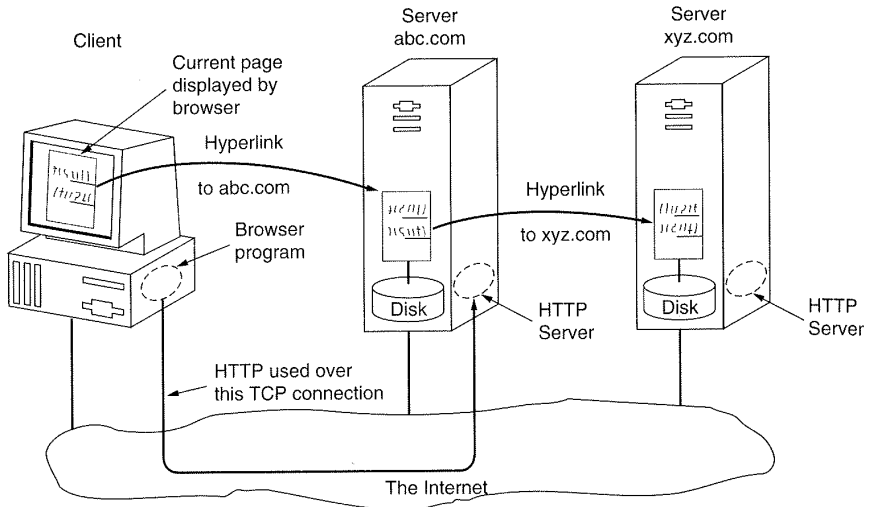 Client
Server
abc.com
Server
xyz.com
Current page
displayed by
browser
Hyperlink
to abc.com
Hyperlink
to xyz.com
Browser
program
Disk
HTTP
Server
Disk
HTTP
Server
HTTP used over
this TCP connection
The Internet